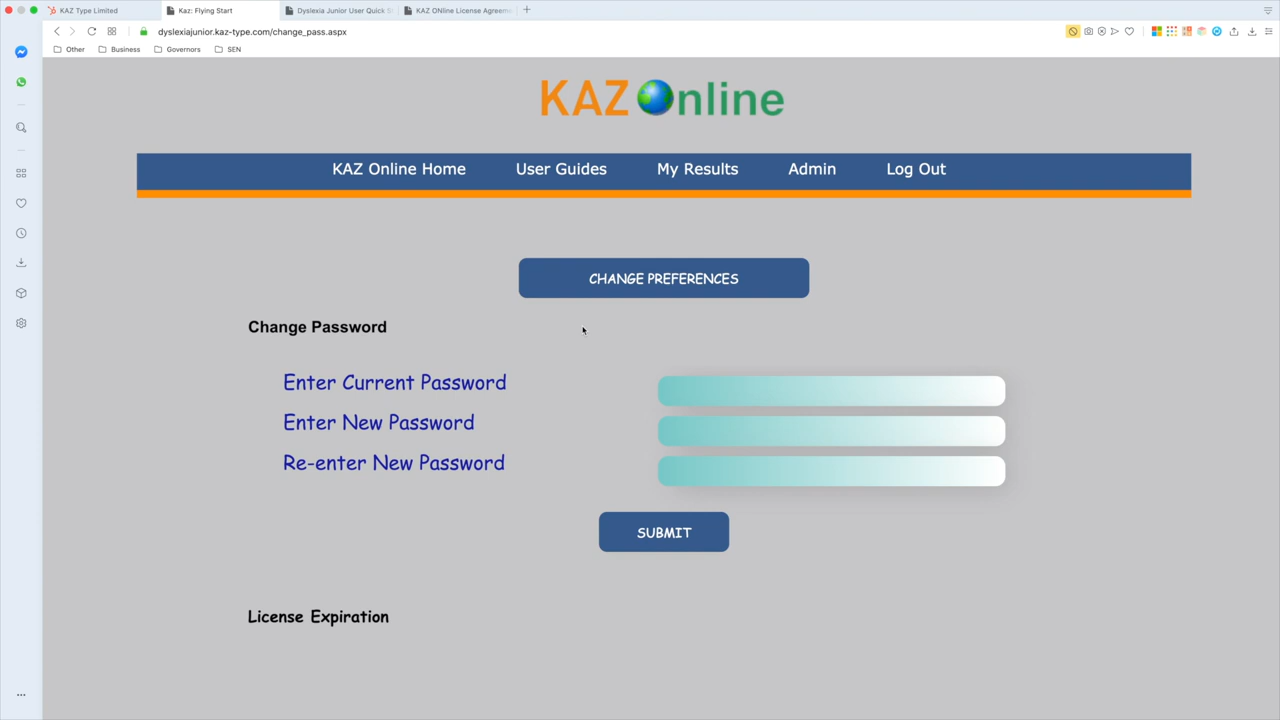 KAZ Type Limited
Kaz: Flying Start
Dyslexia Junior User Quick S
KAZ ONline License Agreeme
dyslexiajunior.kaz-type.com/change_pass.aspx
Other
Business
Governors
SEN
KAZ Online
KAZ Online Home
User Guides
My Results
Admin
Log Out
CHANGE PREFERENCES
Change Password
Enter Current Password
Enter New Password
Re-enter New Password
SUBMIT
License Expiration